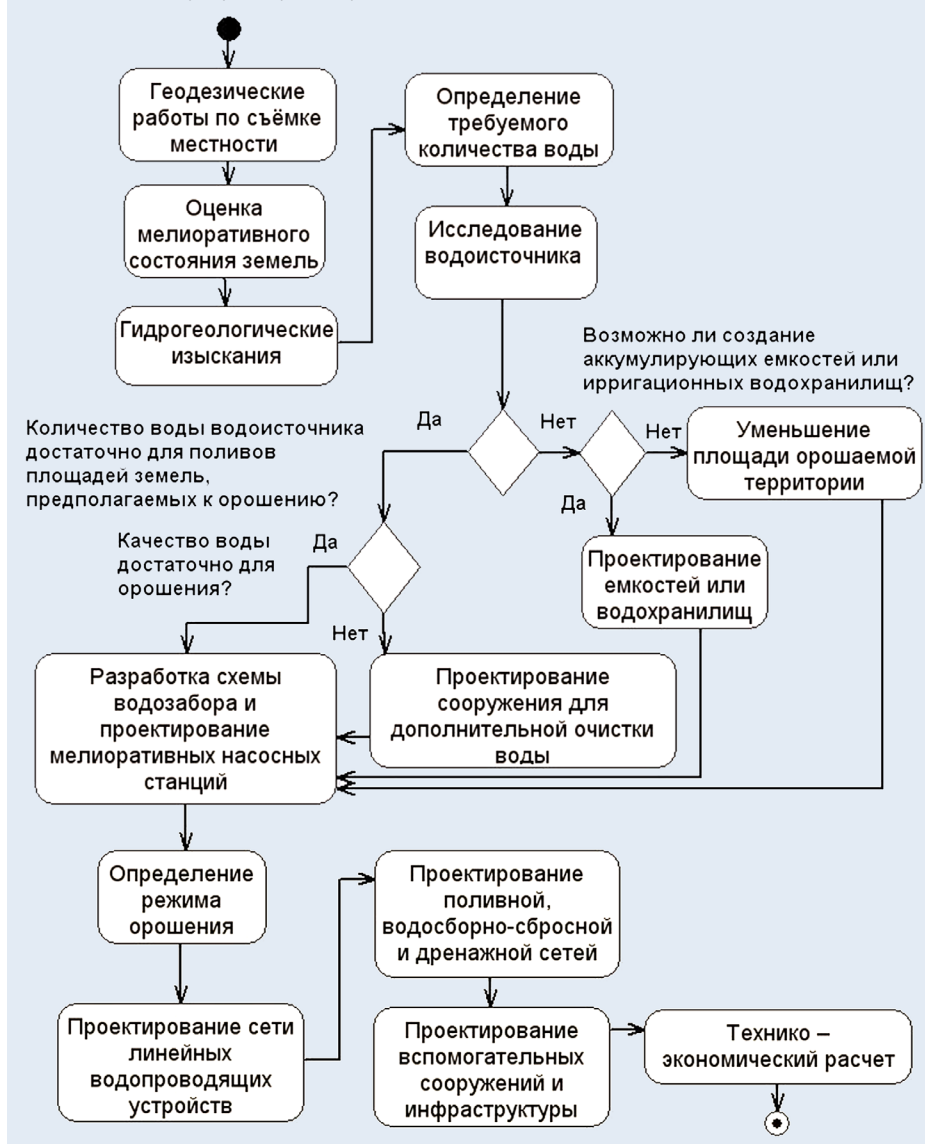 Геодезические
работы по съёмке
местности
Оценка
мелиоративного
состояния земель
Гидрогеологические
изыскания
Определение
требуемого
количества воды
Исследование
водоисточника
Возможно ли создание
аккумулирующих емкостей или
ирригационных водохранилищ?
Количество воды водоисточника
достаточно для поливов
площадей земель,
предполагаемых к орошению?
Да
Нет
Нет
Уменьшение
площади орошаемой
территории
Да
Проектирование
емкостей или
водохранилищ
Качество воды
достаточно для
орошения?
Да
Нет
Разработка схемы
водозабора и
проектирование
мелиоративных насосных
станций
Проектирование
сооружения для
дополнительной очистки
воды
Определение
режима
орошения
Проектирование сети
линейных
водопроводящих
устройств
Проектирование
поливной,
водосборно-сбросной
и дренажной сетей
Проектирование
вспомогательных
сооружений и
инфраструктуры
Технико –
экономический расчет